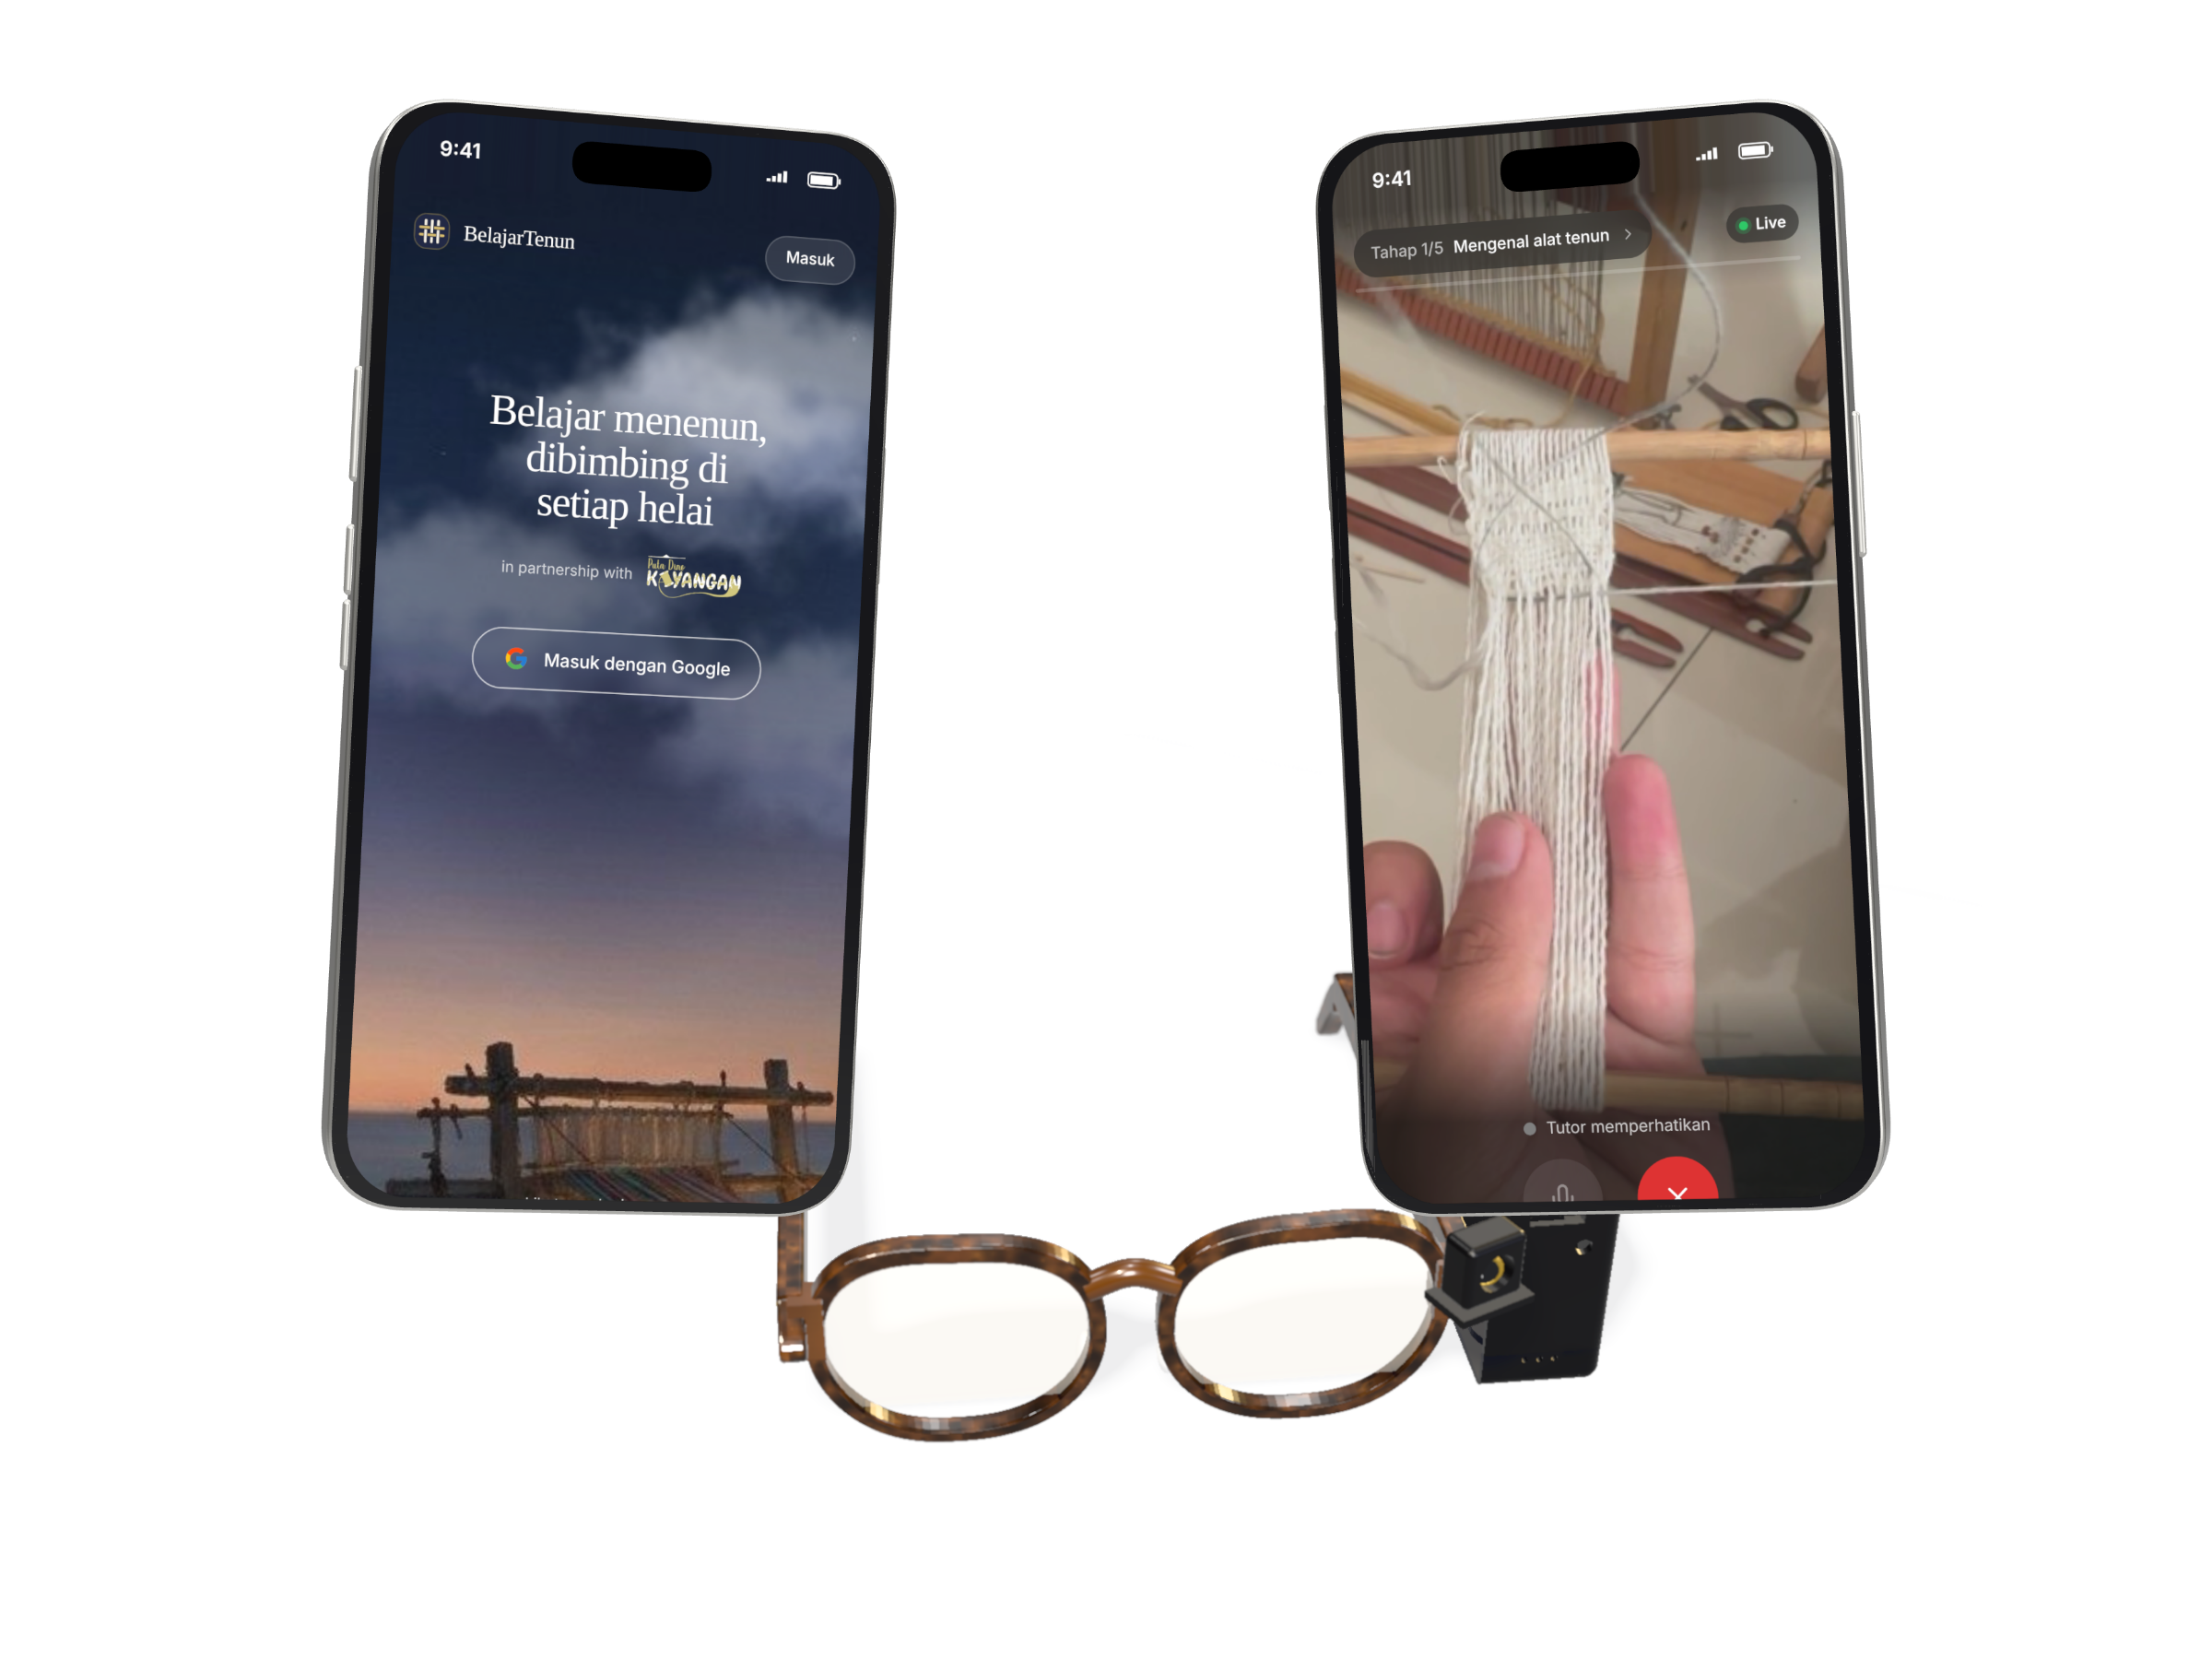 9:41
BelajarTenun
Masuk
Belajar menenun,
dibimbing di
setiap helai
in partnership with
KAYANGAN
Masuk dengan Google
9:41
Tahap 1/5 Mengenal alat tenun
Live
Tutor memperhatikan